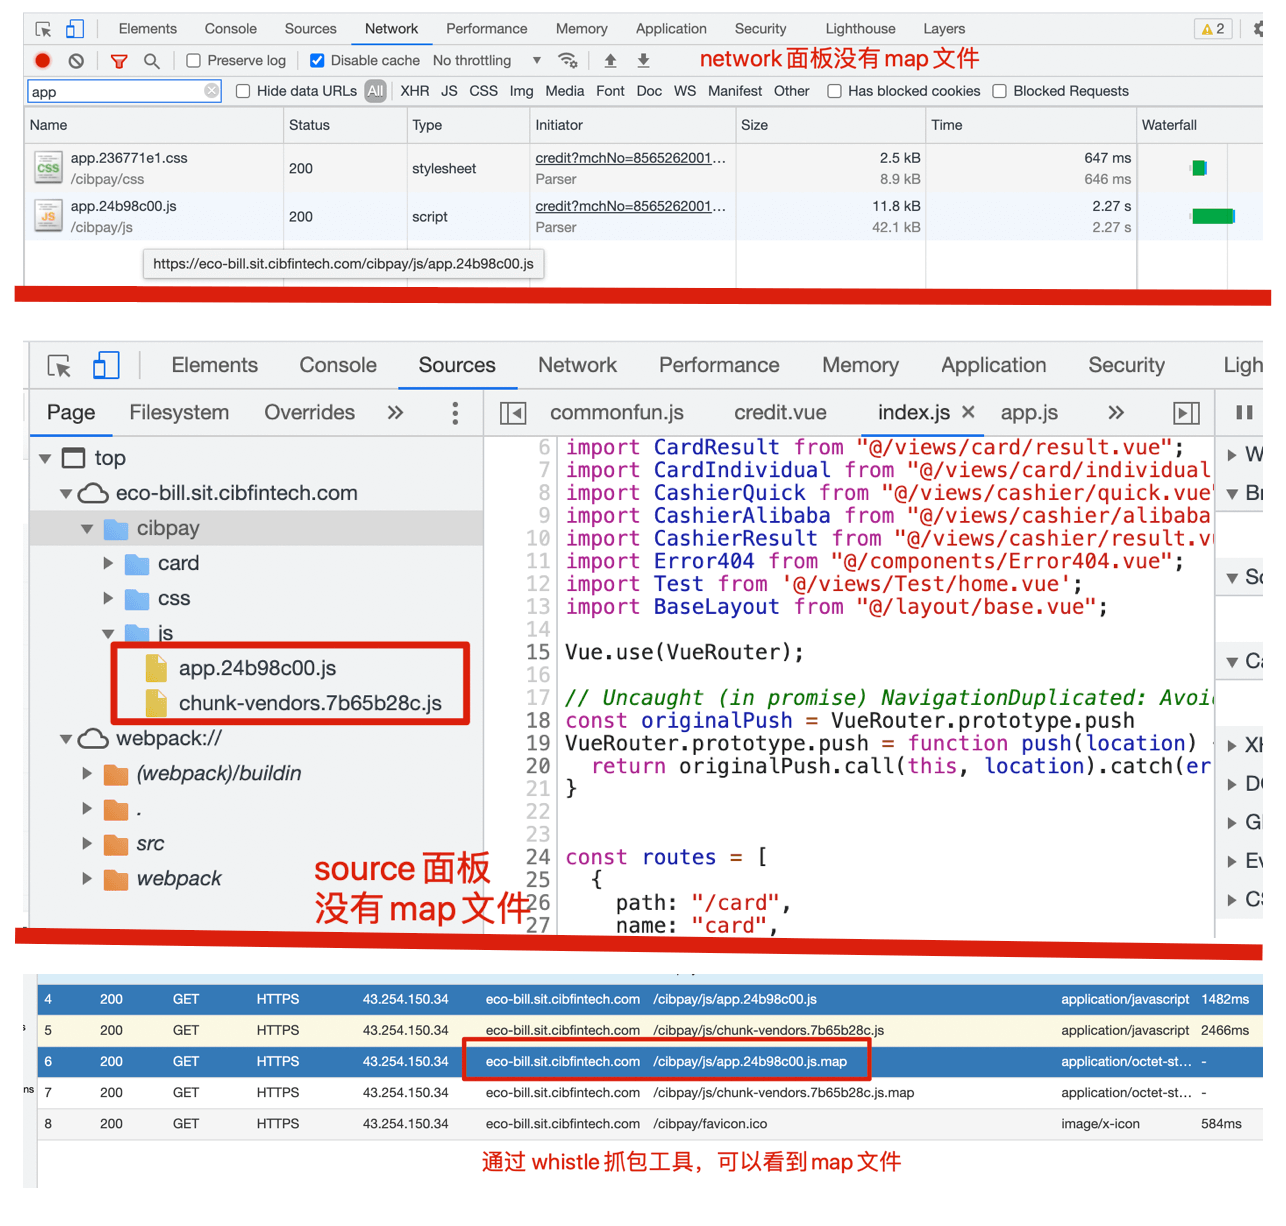 Elements Console Sources Network Performance Memory Application Security Lighthouse Layers 2
Preserve log Disable cache No throttling network 面板没有 map 文件
app Hide data URLs All XHR JS CSS Img Media Font Doc WS Manifest Other Has blocked cookies Blocked Requests
Name Status Type Initiator Size Time Waterfall
CSS app.236771e1.css 200 stylesheet credit?mchNo=8565262001... 2.5 kB 647 ms
/cibpay/css Parser 8.9 kB 646 ms
JS app.24b98c00.js 200 script credit?mchNo=8565262001... 11.8 kB 2.27 s
/cibpay/js Parser 42.1 kB 2.27 s
https://eco-bill.sit.cibfintech.com/cibpay/js/app.24b98c00.js
Elements Console Sources Network Performance Memory Application Security Ligh
Page Filesystem Overrides » commonfun.js credit.vue index.js × app.js »
top
eco-bill.sit.cibfintech.com
cibpay
card
css
js
app.24b98c00.js
chunk-vendors.7b65b28c.js
webpack://
(webpack)/buildin
.
src
webpack
source 面板
没有 map 文件
6 import CardResult from "@/views/card/result.vue";
7 import CardIndividual from "@/views/card/individual
8 import CashierQuick from "@/views/cashier/quick.vue"
9 import CashierAlibaba from "@/views/cashier/alibaba
10 import CashierResult from "@/views/cashier/result.v
11 import Error404 from "@/components/Error404.vue";
12 import Test from '@/views/Test/home.vue';
13 import BaseLayout from "@/layout/base.vue";
14
15 Vue.use(VueRouter);
16
17 // Uncaught (in promise) NavigationDuplicated: Avoi
18 const originalPush = VueRouter.prototype.push
19 VueRouter.prototype.push = function push(location) {
20 return originalPush.call(this, location).catch(er
21 }
22
23
24 const routes = [
25 {
26 path: "/card",
27 name: "card",
W
Br
So
Ca
XH
DO
Gl
Ev
CS
4 200 GET HTTPS 43.254.150.34 eco-bill.sit.cibfintech.com /cibpay/js/app.24b98c00.js application/javascript 1482ms
5 200 GET HTTPS 43.254.150.34 eco-bill.sit.cibfintech.com /cibpay/js/chunk-vendors.7b65b28c.js application/javascript 2466ms
6 200 GET HTTPS 43.254.150.34 eco-bill.sit.cibfintech.com /cibpay/js/app.24b98c00.js.map application/octet-st... -
ns 7 200 GET HTTPS 43.254.150.34 eco-bill.sit.cibfintech.com /cibpay/js/chunk-vendors.7b65b28c.js.map application/octet-st... -
8 200 GET HTTPS 43.254.150.34 eco-bill.sit.cibfintech.com /cibpay/favicon.ico image/x-icon 584ms
通过 whistle 抓包工具，可以看到 map 文件